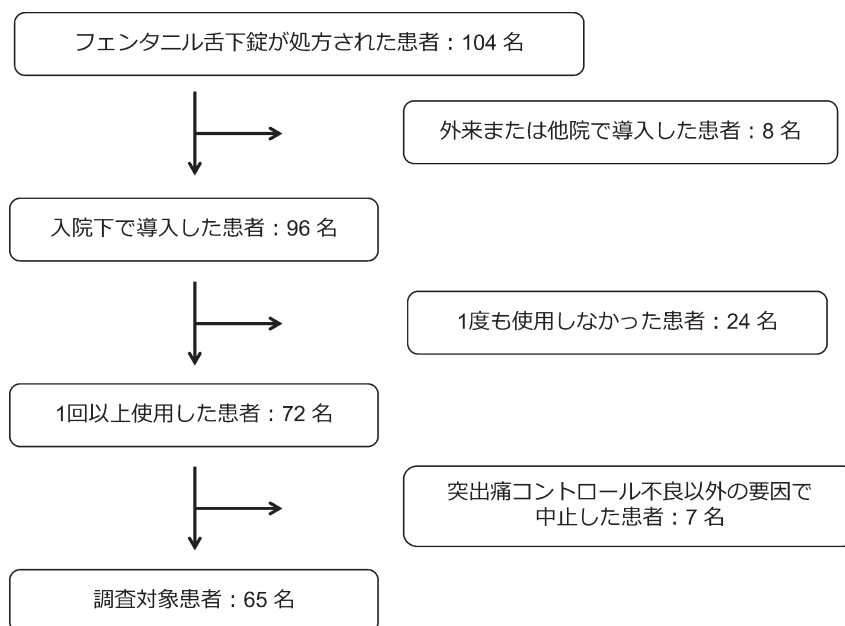 フェンタニル舌下錠が処方された患者：104 名
外来または他院で導入した患者：8 名
入院下で導入した患者：96 名
1度も使用しなかった患者：24 名
1回以上使用した患者：72 名
突出痛コントロール不良以外の要因で
中止した患者：7 名
調査対象患者：65 名